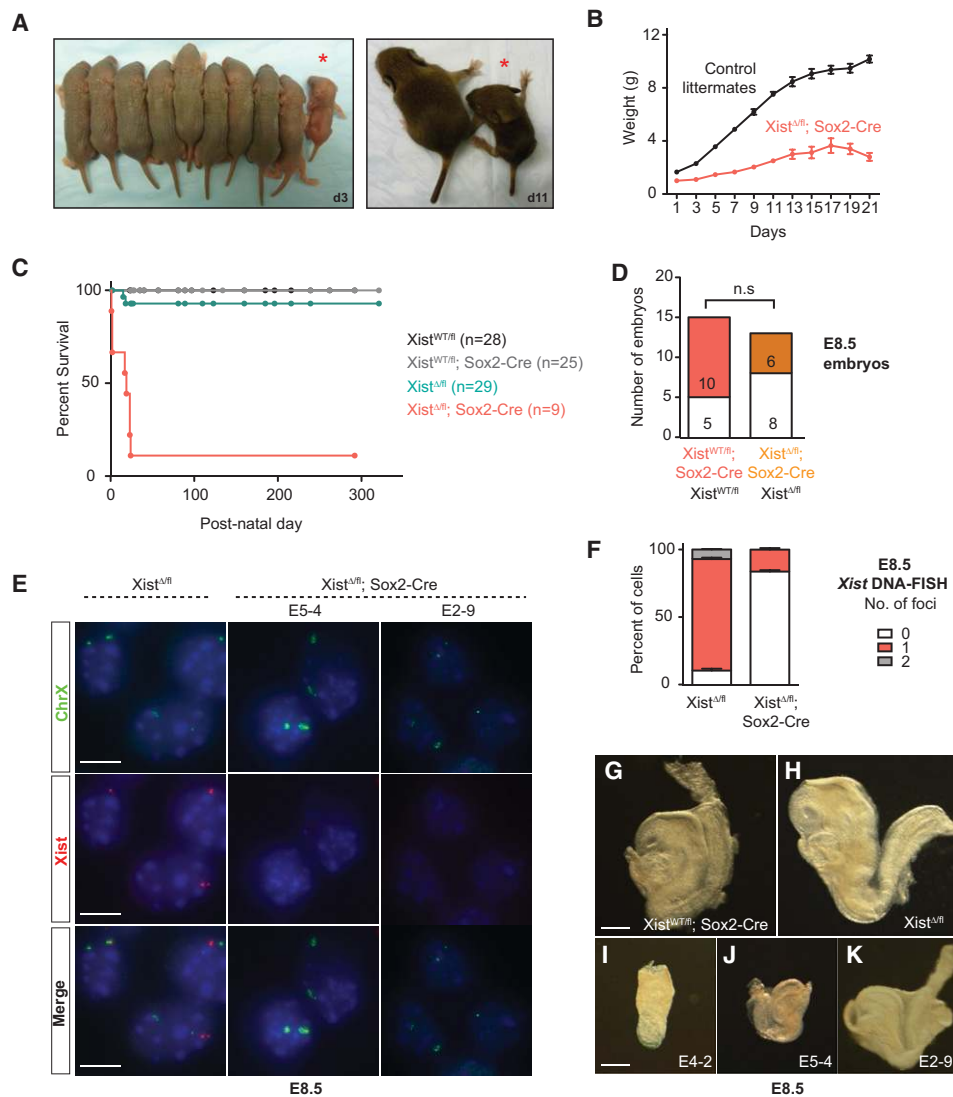 A
*
d3
*
d11
B
Weight (g)
12
8
4
0
Control
littermates
Xist^Δ/fl; Sox2-Cre
1 3 5 7 9 11 13 15 17 19 21
Days
C
Percent Survival
100
50
0
0 100 200 300
Post-natal day
Xist^WT/fl (n=28)
Xist^WT/fl; Sox2-Cre (n=25)
Xist^Δ/fl (n=29)
Xist^Δ/fl; Sox2-Cre (n=9)
D
Number of embryos
20
15
10
5
0
n.s
10
5
6
8
E8.5
embryos
Xist^WT/fl;
Sox2-Cre
Xist^WT/fl
Xist^Δ/fl;
Sox2-Cre
Xist^Δ/fl
E
Xist^Δ/fl
Xist^Δ/fl; Sox2-Cre
E5-4
E2-9
ChrX
Xist
Merge
E8.5
F
Percent of cells
100
50
0
Xist^Δ/fl
Xist^Δ/fl;
Sox2-Cre
E8.5
Xist DNA-FISH
No. of foci
0
1
2
G
Xist^WT/fl; Sox2-Cre
H
Xist^Δ/fl
I
E4-2
J
E5-4
K
E2-9
E8.5